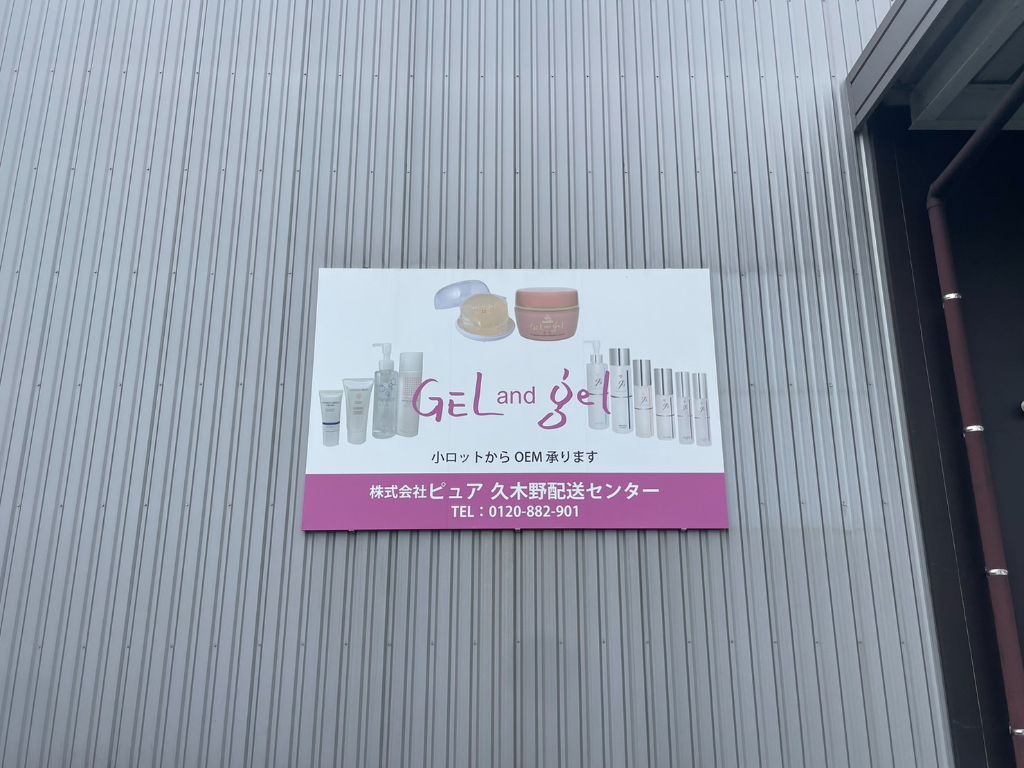 GEL and gel
小ロットから OEM 承ります
株式会社ピュア 久木野配送センター
TEL：0120-882-901